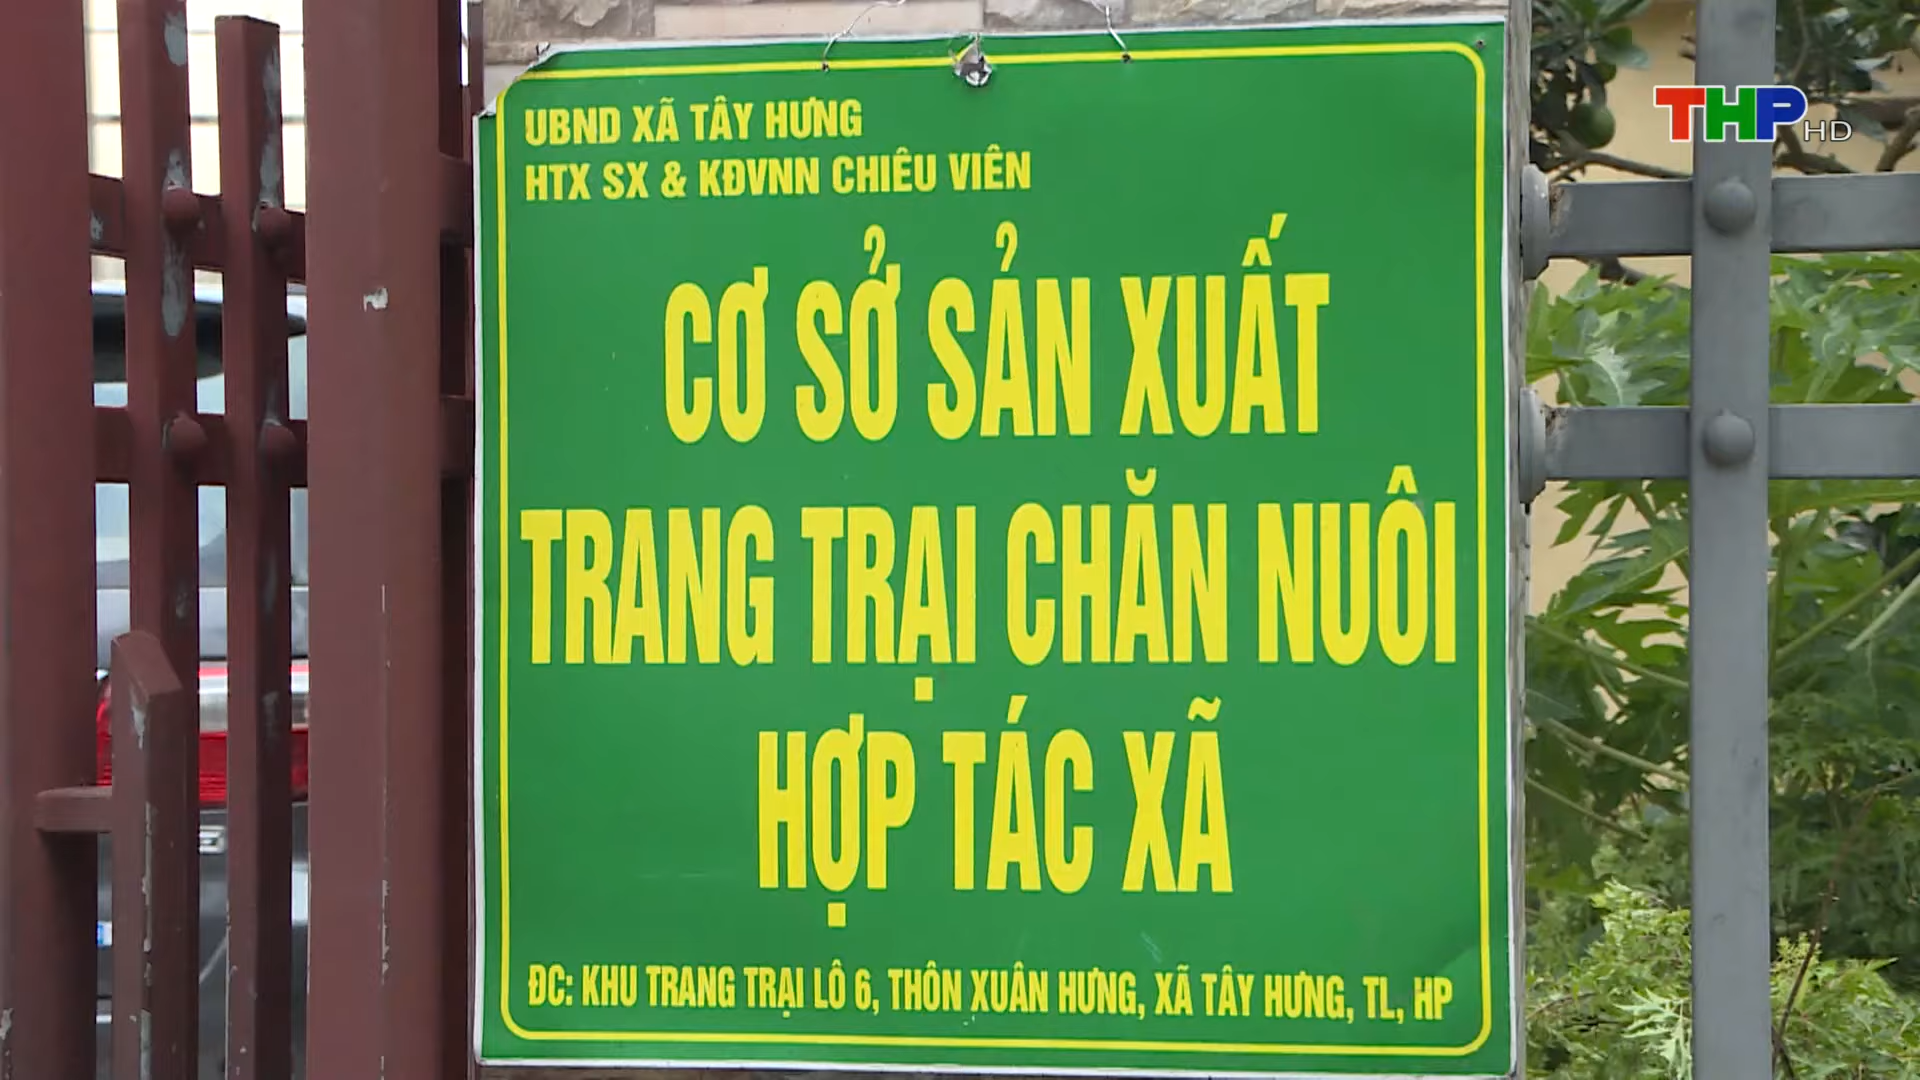 THP HD
UBND XÃ TÂY HƯNG
HTX SX & KĐVNN CHIÊU VIÊN
CƠ SỞ SẢN XUẤT
TRANG TRẠI CHĂN NUÔI
HỢP TÁC XÃ
ĐC: KHU TRANG TRẠI LÔ 6, THÔN XUÂN HƯNG, XÃ TÂY HƯNG, TL, HP